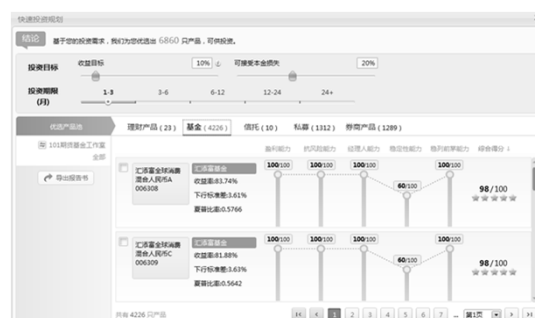 快速投资规划
结论 基于您的投资需求，我们为您优选出 6860 只产品，可供投资。
投资目标 收益目标 10% 可接受本金损失 20%
投资期限(月) 1-3 3-6 6-12 12-24 24+
优选产品池 理财产品 ( 23 ) 基金 ( 4226 ) 信托 ( 10 ) 私募 ( 1312 ) 券商产品 ( 1289 )
101期货基金工作室
全部
导出报告书
盈利能力 抗风险能力 经理人能力 稳定性能力 综合得分 ↓
汇添富全球消费混合人民币A
006308
汇添富基金
收益率:83.74%
下行标准差:3.61%
夏普比率:0.5766
100/100 100/100 100/100 60/100 100/100
98/100
汇添富全球消费混合人民币C
006309
汇添富基金
收益率:81.88%
下行标准差:3.63%
夏普比率:0.5642
100/100 100/100 100/100 60/100 100/100
98/100
共有 4226 只产品 1 2 3 4 5 6 7 ... 第1页